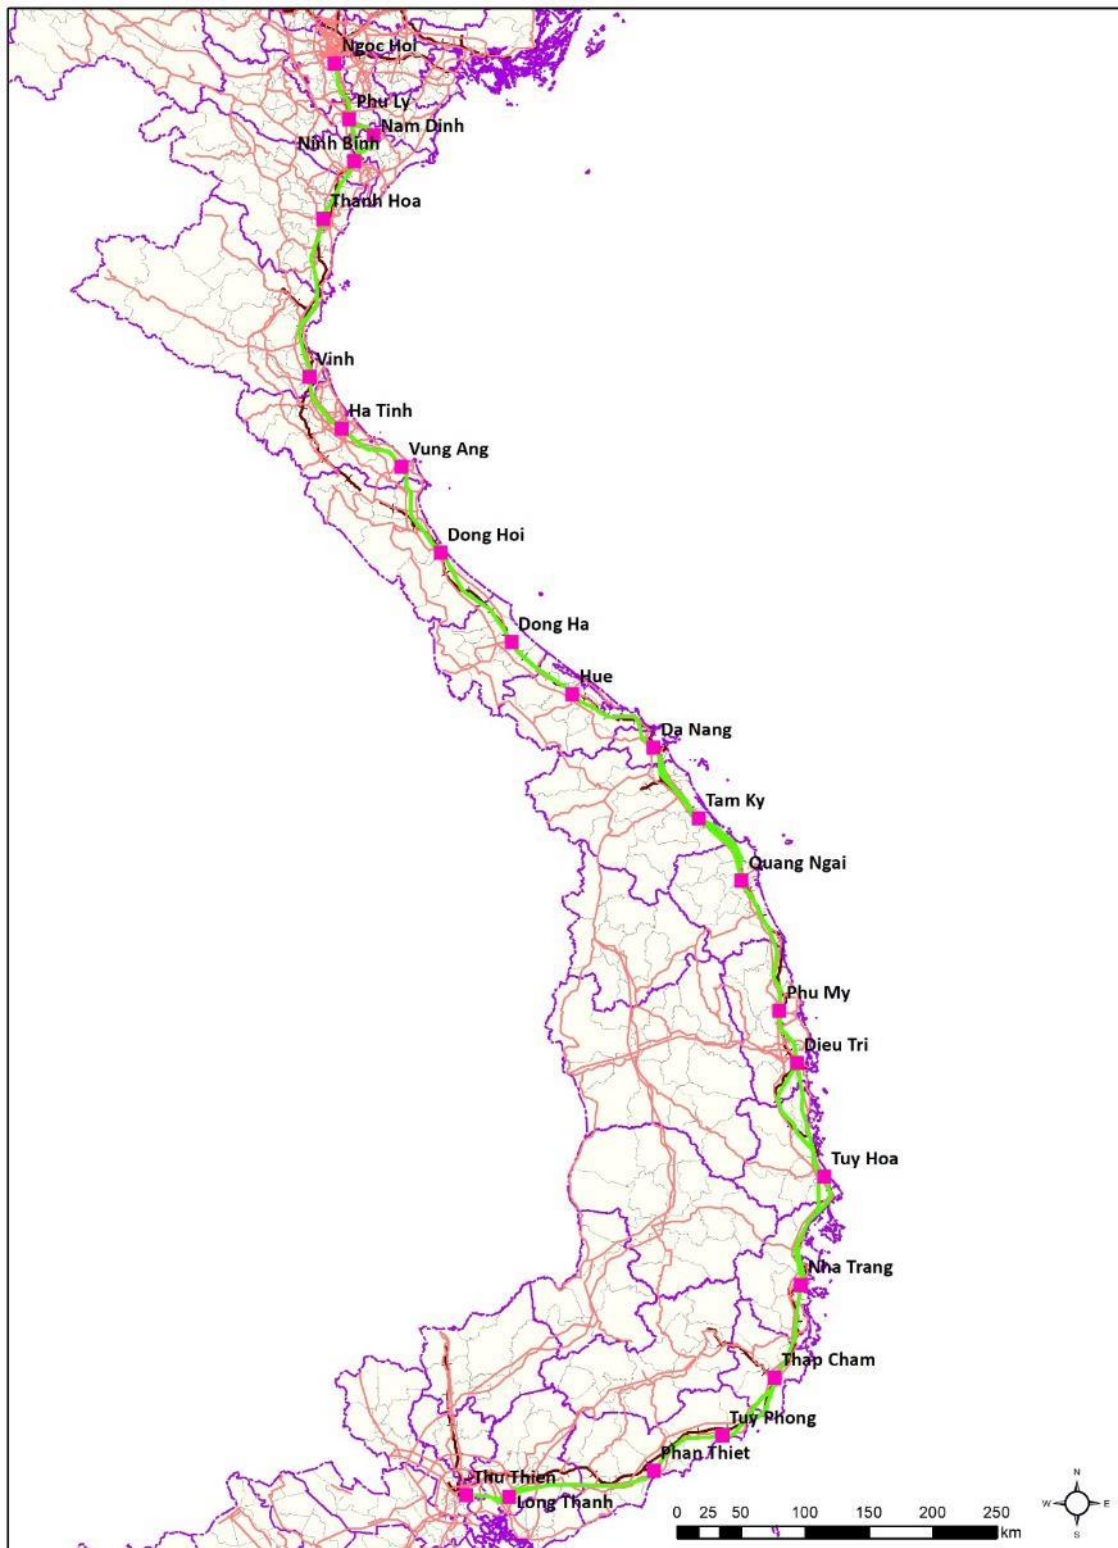 Ngoc Hoi
Phu Ly
Nam Dinh
Ninh Binh
Thanh Hoa
Vinh
Ha Tinh
Vung Ang
Dong Hoi
Dong Ha
Hue
Da Nang
Tam Ky
Quang Ngai
Phu My
Dieu Tri
Tuy Hoa
Nha Trang
Thap Cham
Tuy Phong
Phan Thiet
Thu Thien
Long Thanh
0 25 50 100 150 200 250
km
N
W E
S